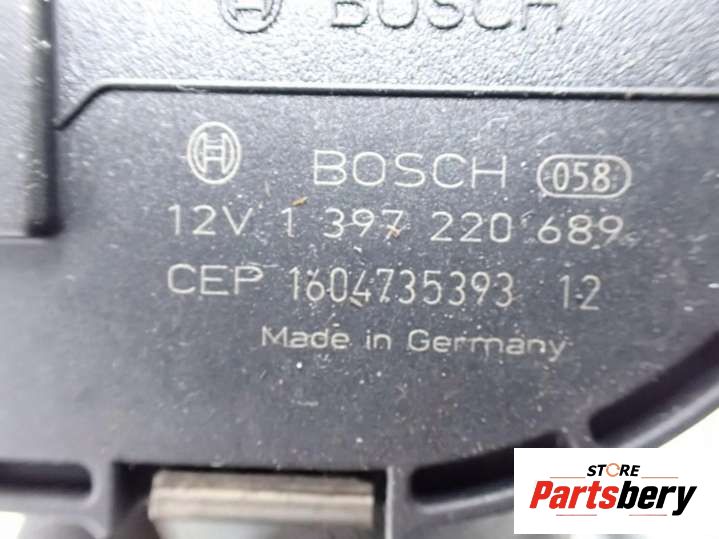 BOSCH
BOSCH 058
12V 1 397 220 689
CEP 1604735393 12
Made in Germany
STORE
Partsbery